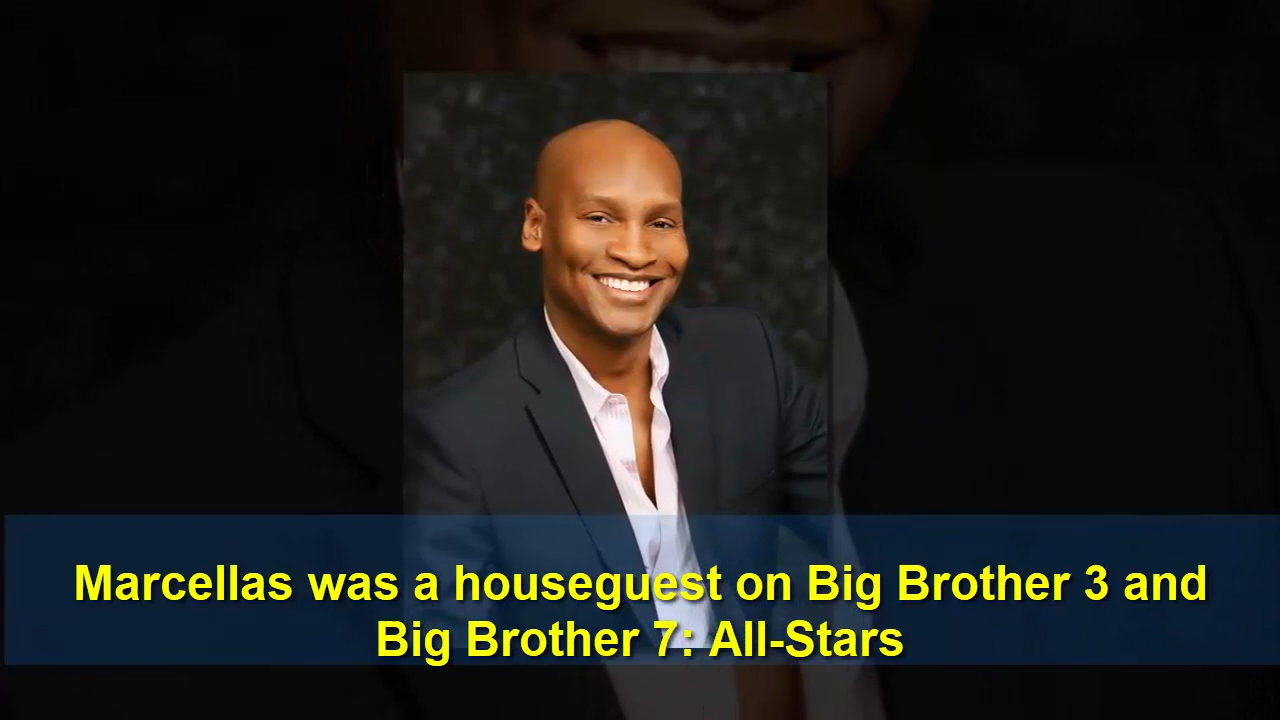 Marcellas was a houseguest on Big Brother 3 and
Big Brother 7: All-Stars